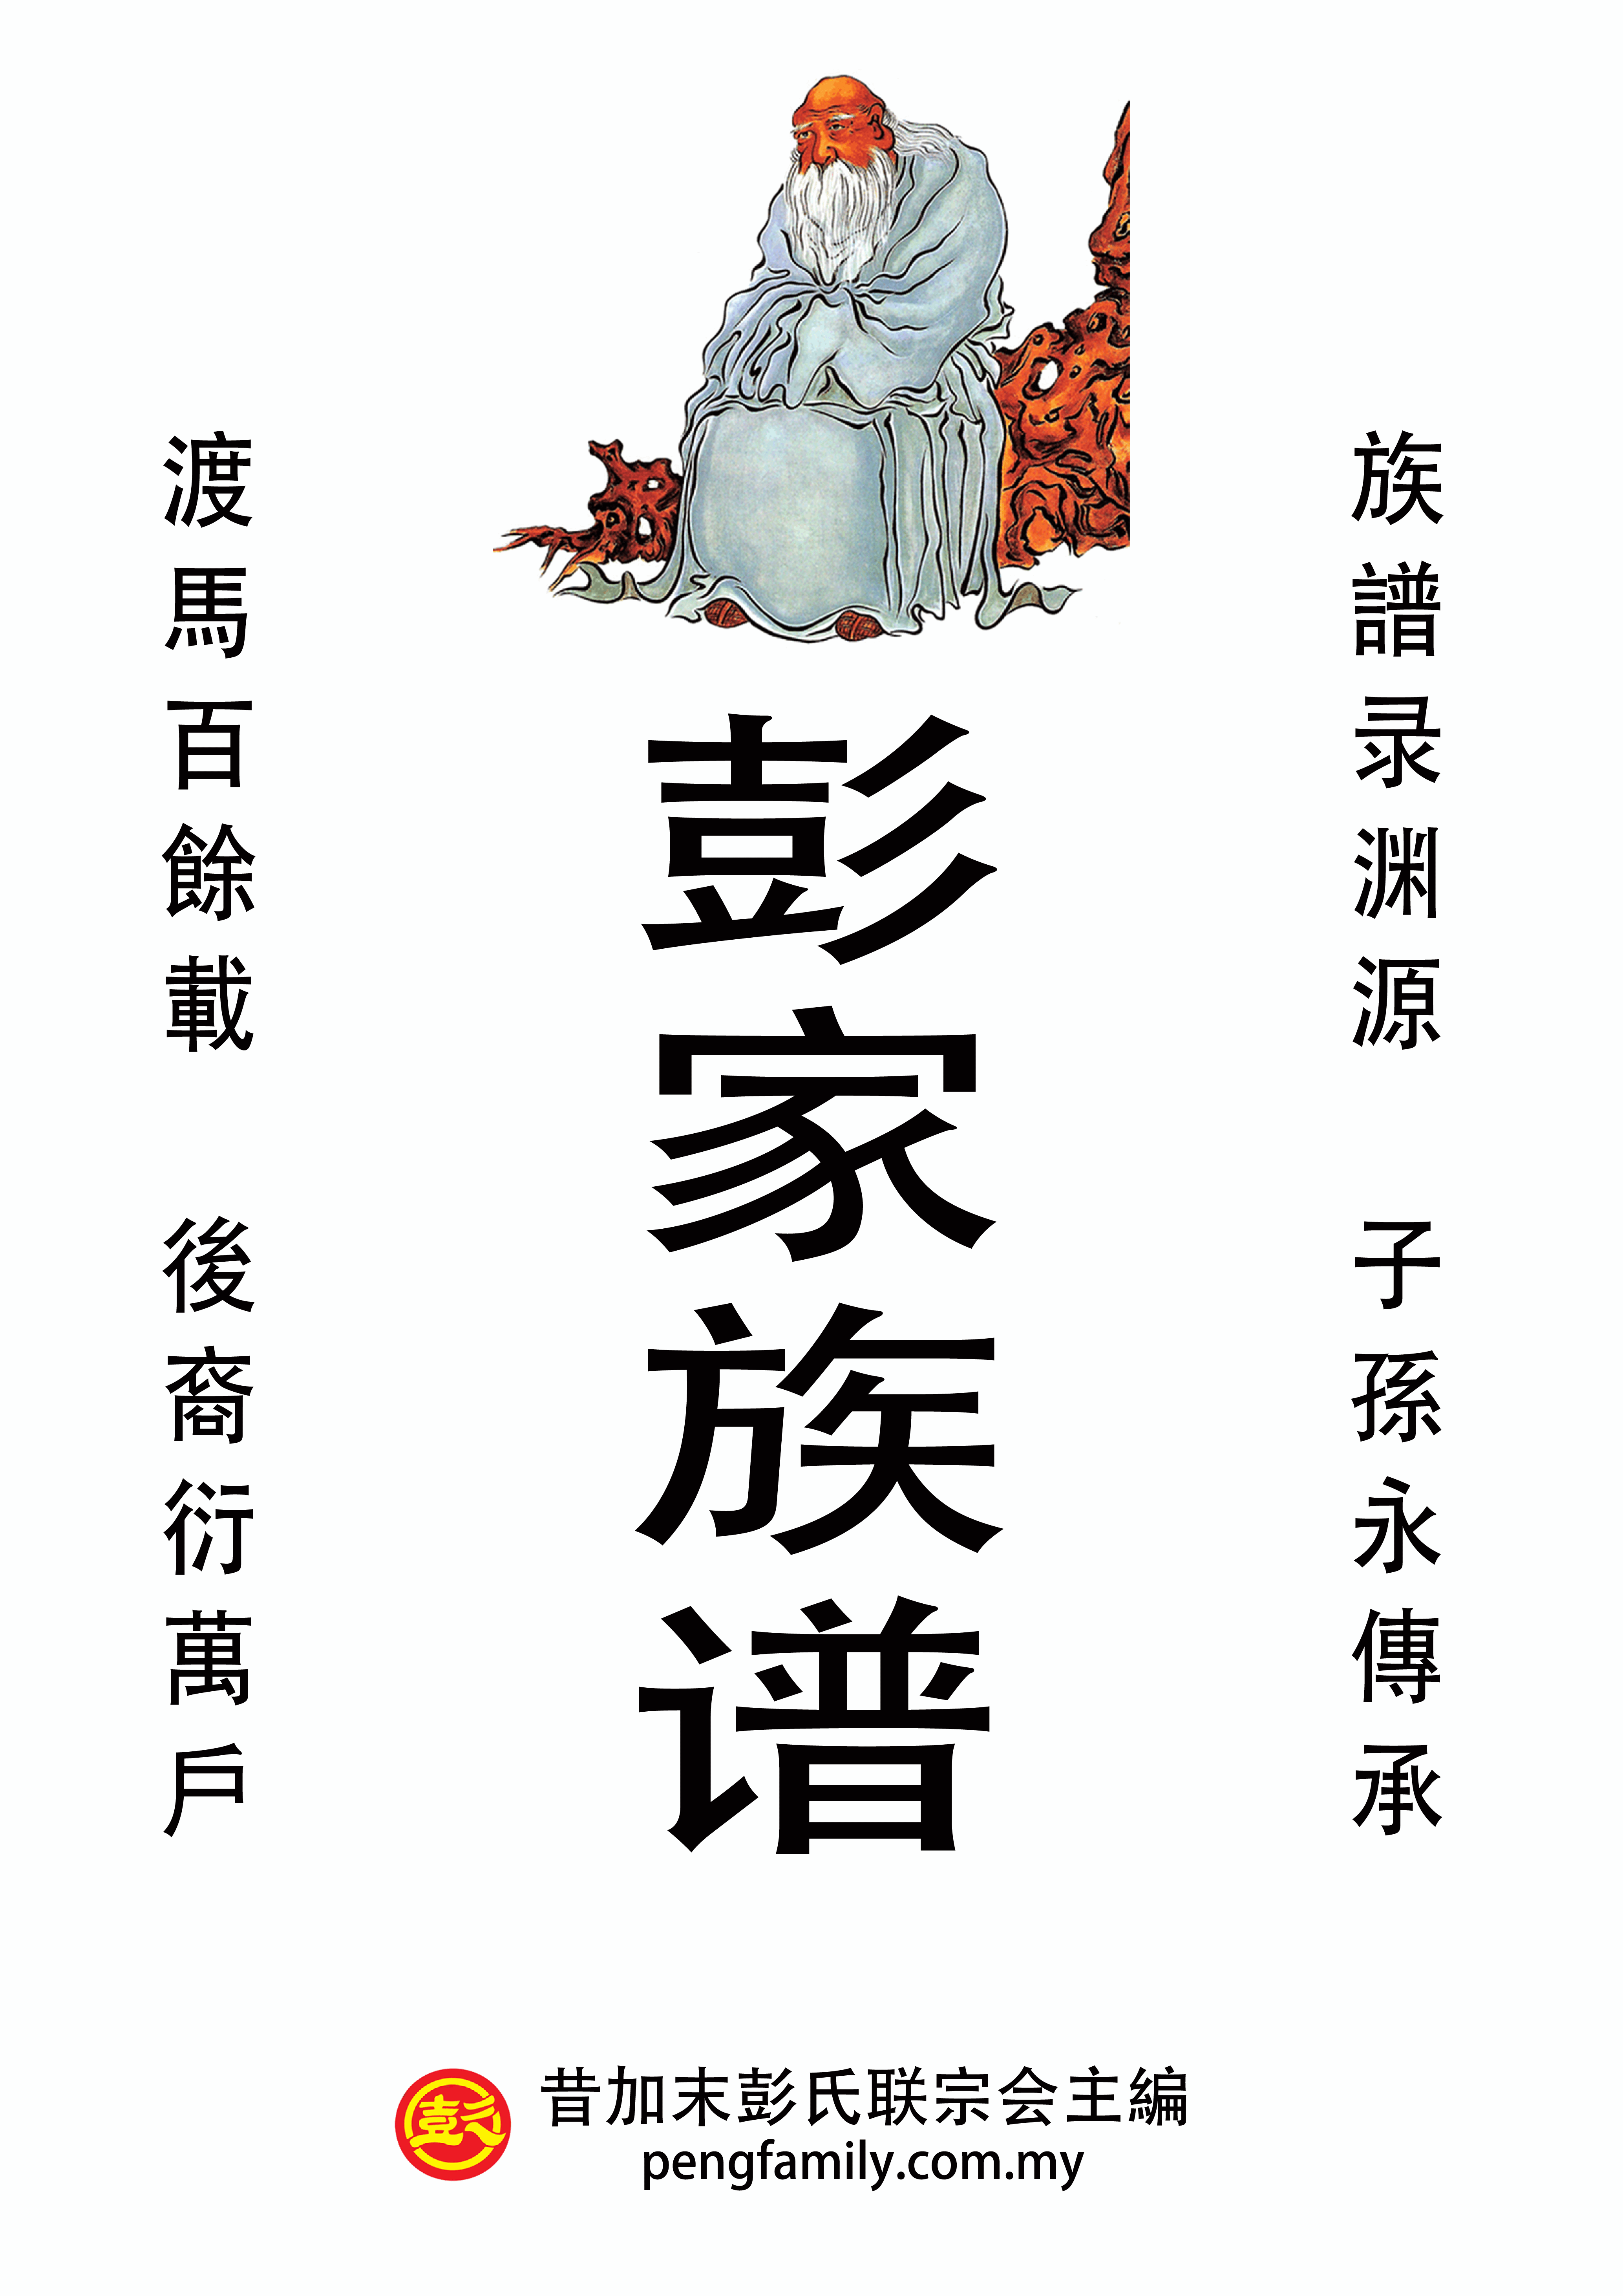 族譜录渊源 子孫永傳承
彭家族谱
渡馬百餘載 後裔衍萬戶
彭
昔加末彭氏联宗会主編
pengfamily.com.my